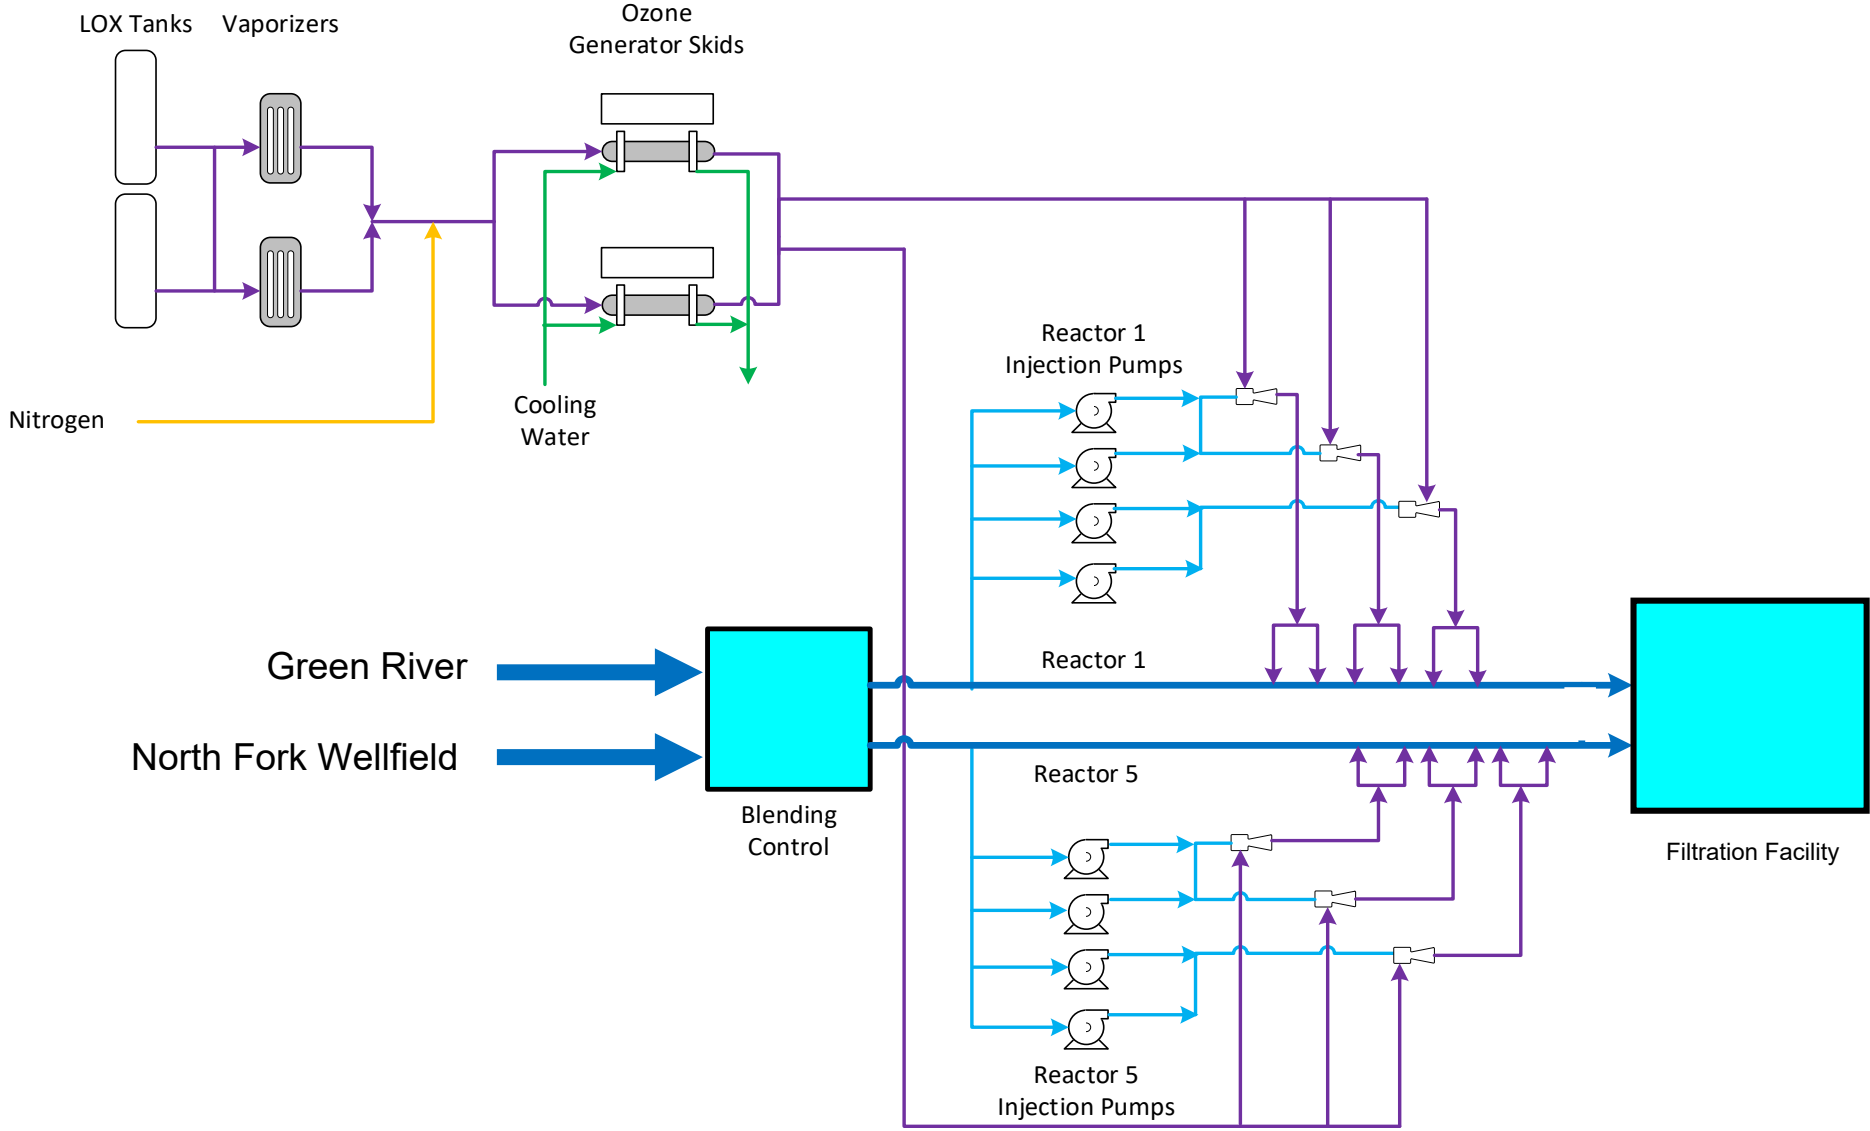 LOX Tanks
Vaporizers
Ozone
Generator Skids
Nitrogen
Cooling
Water
Reactor 1
Injection Pumps
Green River
North Fork Wellfield
Blending
Control
Reactor 1
Reactor 5
Filtration Facility
Reactor 5
Injection Pumps